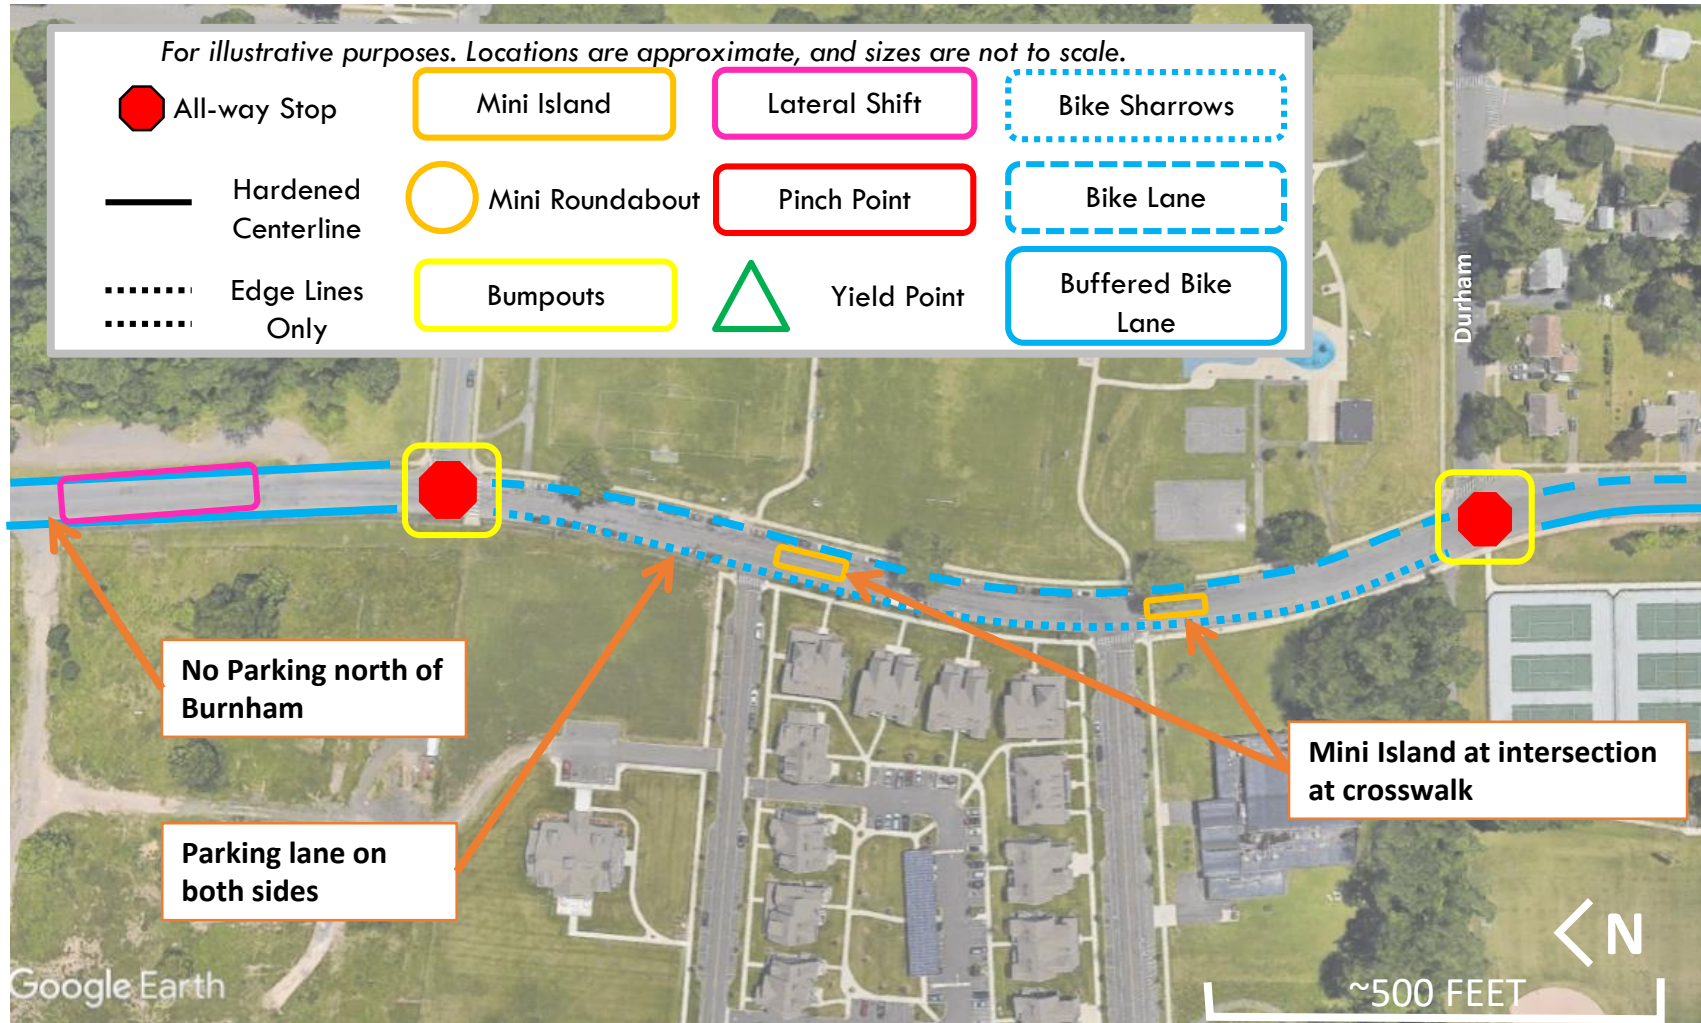 For illustrative purposes. Locations are approximate, and sizes are not to scale.
All-way Stop
Mini Island
Lateral Shift
Bike Sharrows
Hardened
Centerline
Mini Roundabout
Pinch Point
Bike Lane
Edge Lines
Only
Bumpouts
Yield Point
Buffered Bike
Lane
Durham
No Parking north of
Burnham
Mini Island at intersection
at crosswalk
Parking lane on
both sides
N
~500 FEET
Google Earth